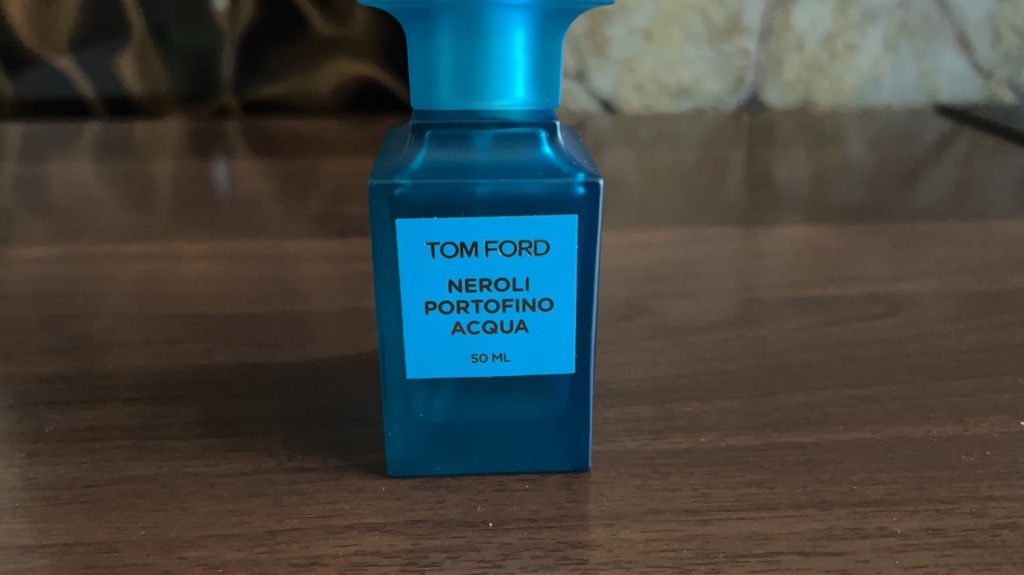 TOM FORD
NEROLI
PORTOFINO
ACQUA
50 ML